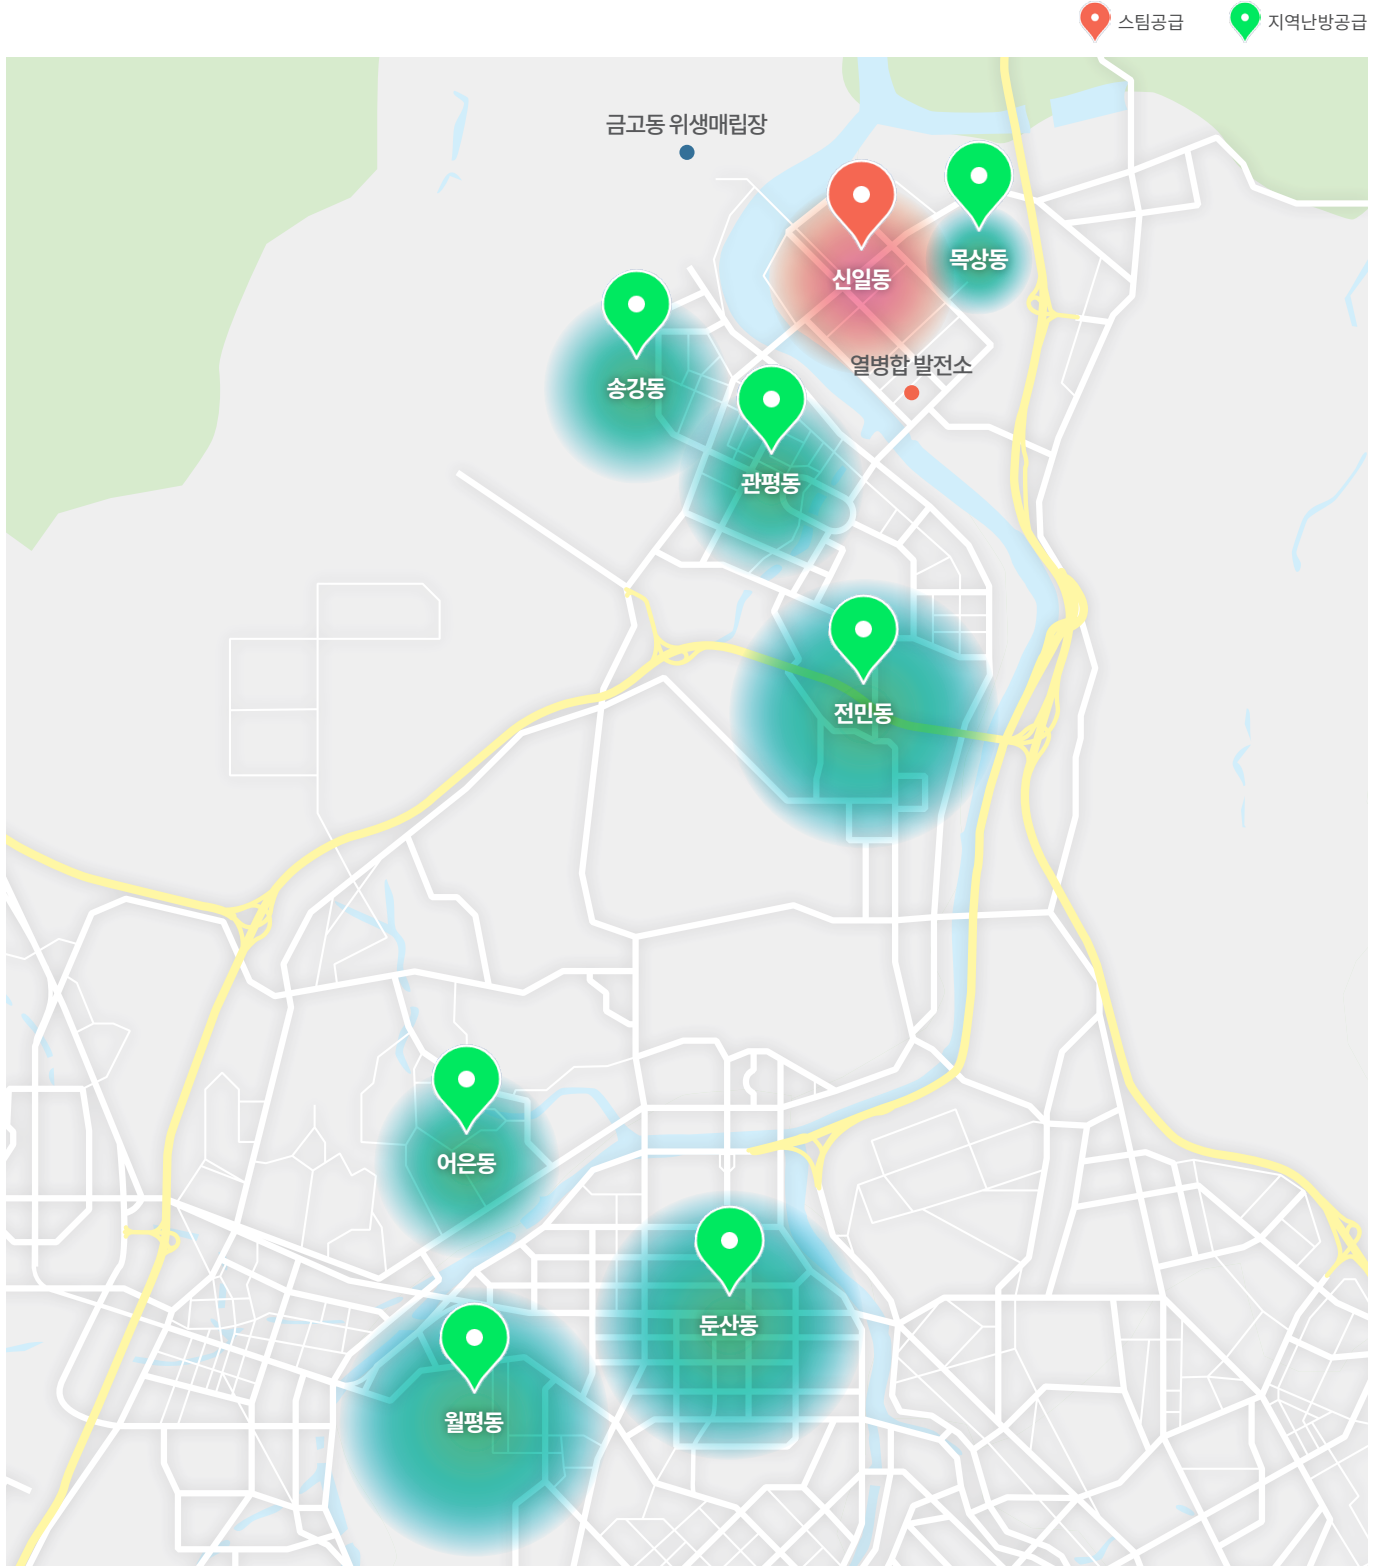 스팀공급
지역난방공급
금고동 위생매립장
목상동
신일동
열병합 발전소
송강동
관평동
전민동
어은동
둔산동
월평동